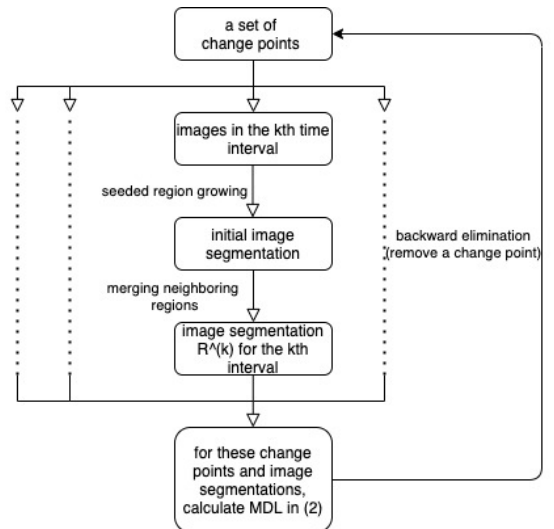 a set of
change points
images in the kth time
interval
seeded region growing
initial image
segmentation
backward elimination
(remove a change point)
merging neighboring
regions
image segmentation
R^(k) for the kth
interval
for these change
points and image
segmentations,
calculate MDL in (2)